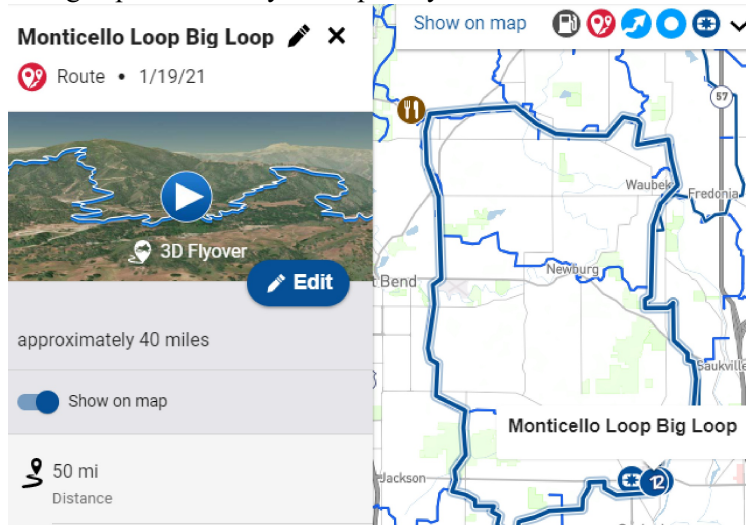 Monticello Loop Big Loop
Route • 1/19/21
3D Flyover
Edit
approximately 40 miles
Show on map
50 mi
Distance
Show on map
57
Waubek
Fredonia
Newburg
t Bend
Saukville
Monticello Loop Big Loop
Jackson
12